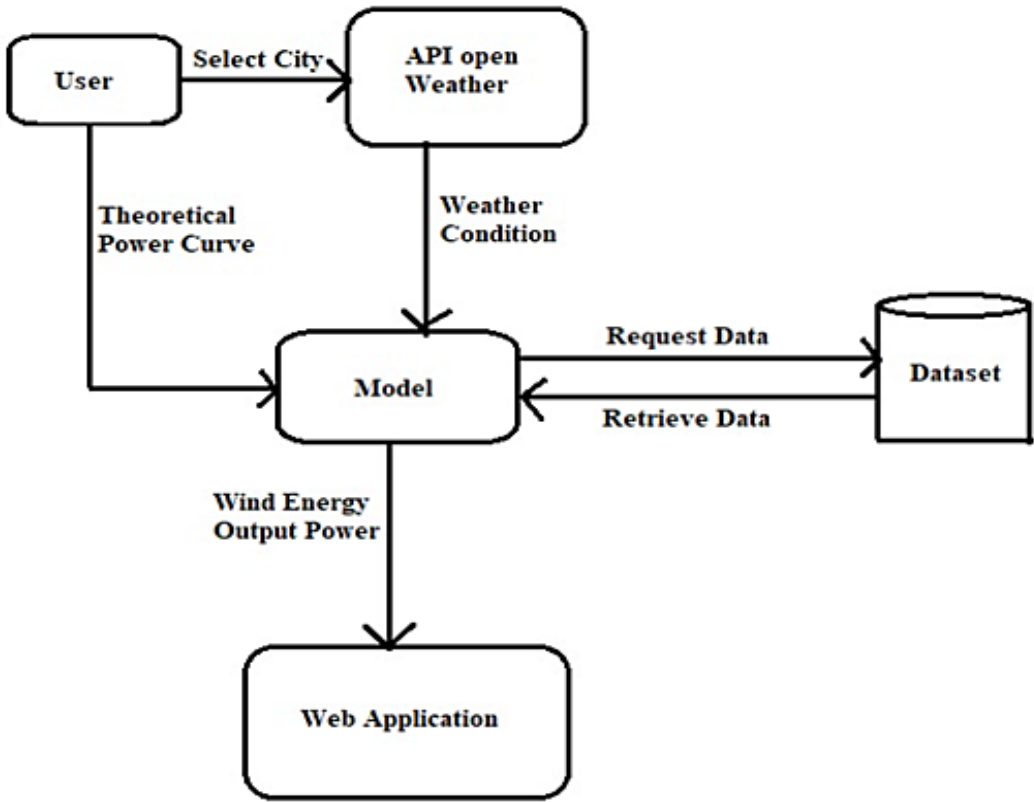 User
Select City
API open
Weather
Theoretical
Power Curve
Weather
Condition
Request Data
Model
Dataset
Retrieve Data
Wind Energy
Output Power
Web Application